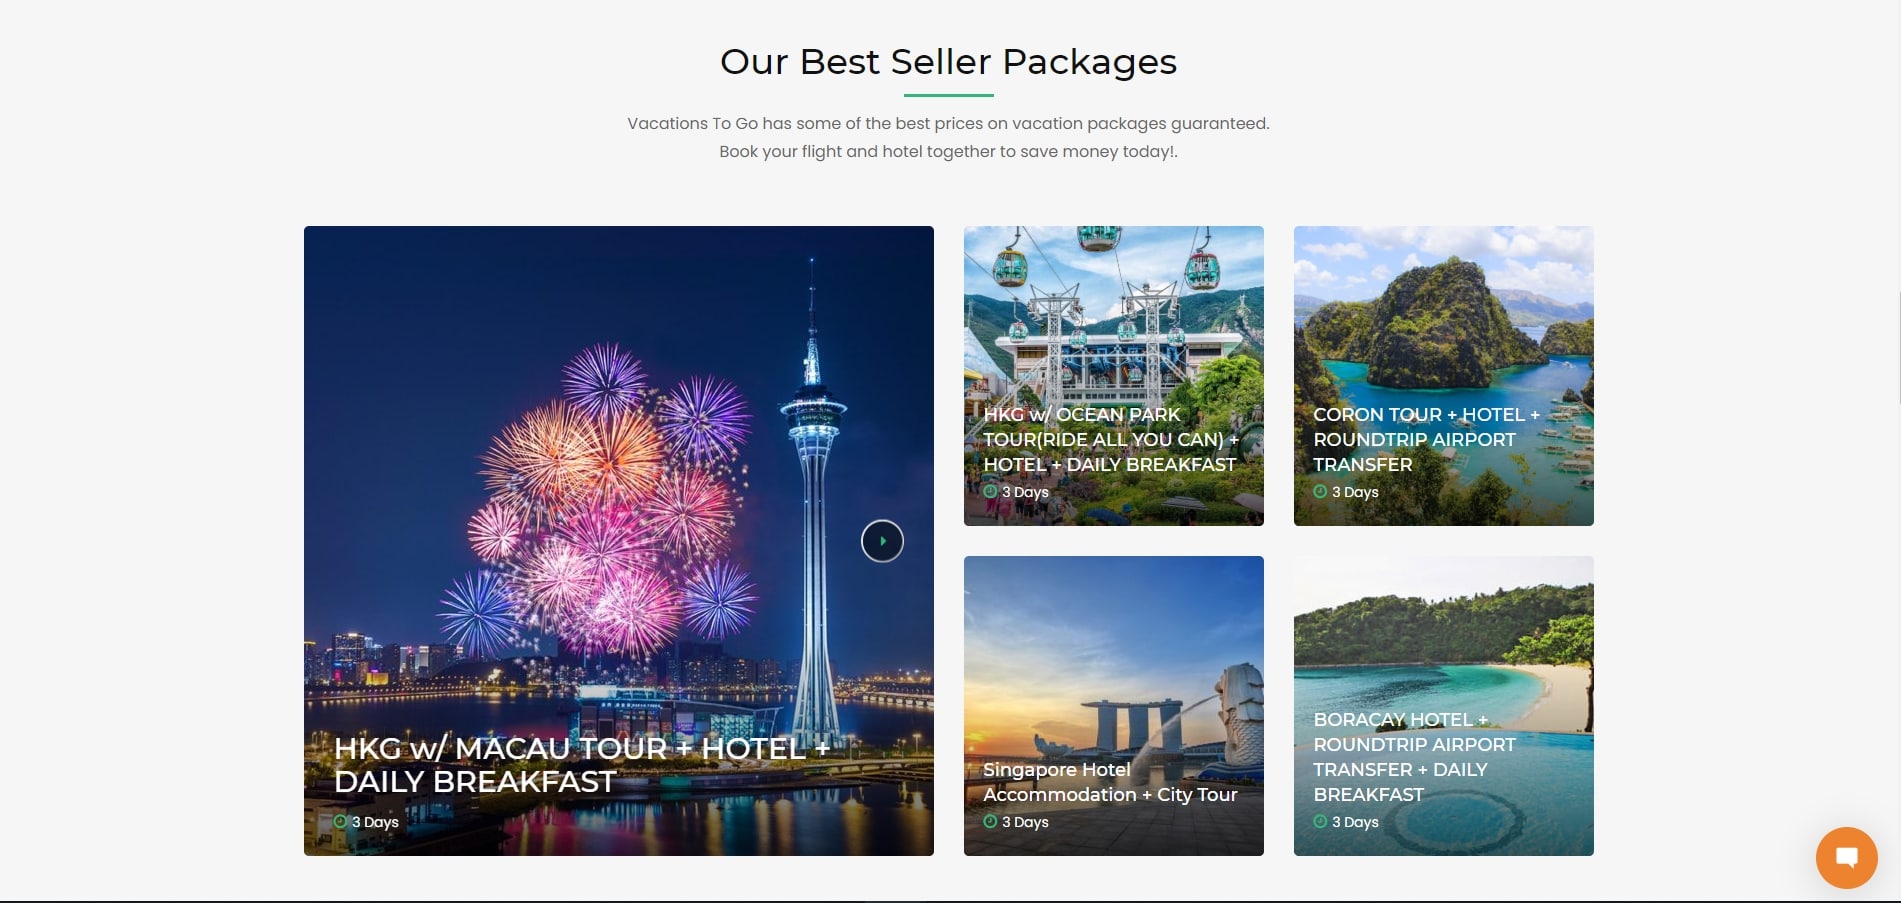 Our Best Seller Packages
Vacations To Go has some of the best prices on vacation packages guaranteed.
Book your flight and hotel together to save money today!.
HKG w/ MACAU TOUR + HOTEL +
DAILY BREAKFAST
3 Days
HKG w/ OCEAN PARK
TOUR(RIDE ALL YOU CAN) +
HOTEL + DAILY BREAKFAST
3 Days
CORON TOUR + HOTEL +
ROUNDTRIP AIRPORT
TRANSFER
3 Days
Singapore Hotel
Accommodation + City Tour
3 Days
BORACAY HOTEL +
ROUNDTRIP AIRPORT
TRANSFER + DAILY
BREAKFAST
3 Days